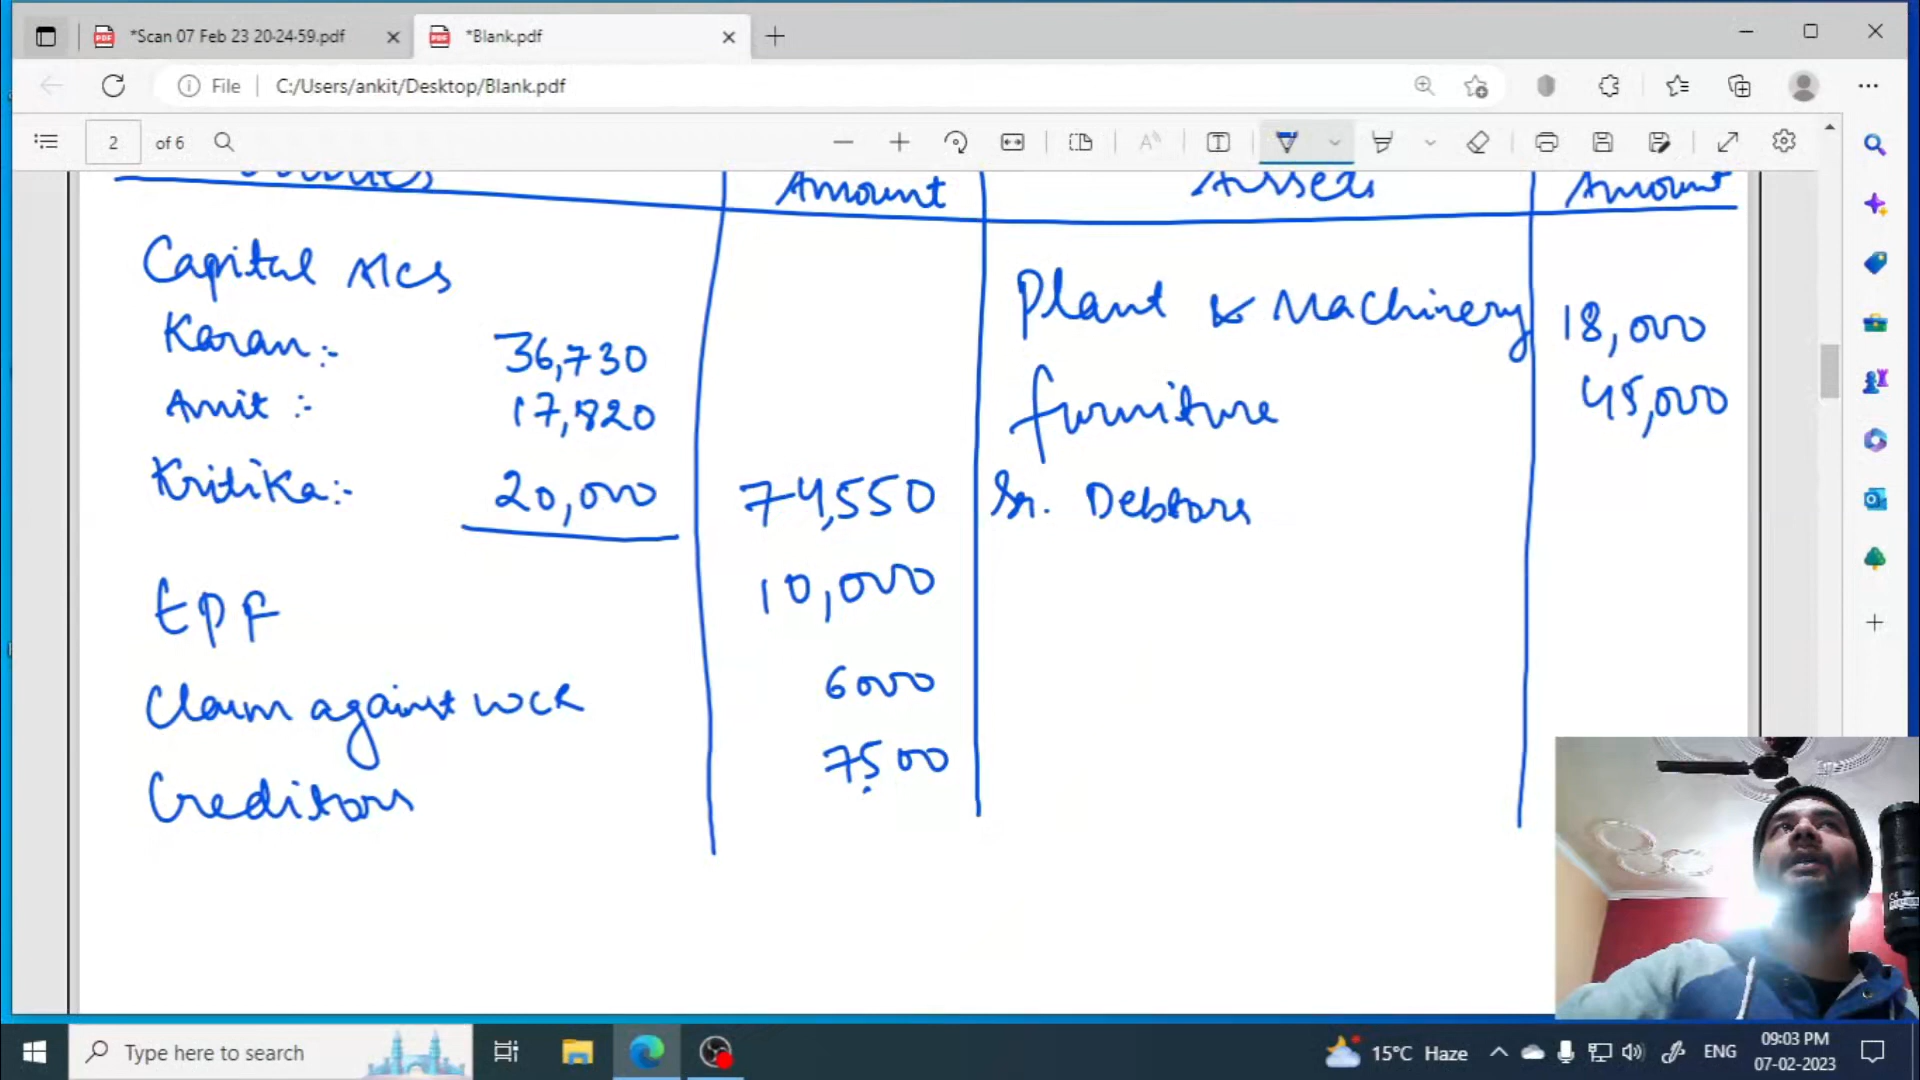 *Scan 07 Feb 23 20-24-59.pdf
*Blank.pdf
File
C:/Users/ankit/Desktop/Blank.pdf
2 of 6
Amount Assets Amount
Capital A/Cs
Karan:- 36,730
Amit :- 17,820
Kritika:- 20,000 74,550
EPF 10,000
Claim against WCR 6000
Creditors 7500
Plant & Machinery 18,000
furniture 45,000
Sn. Debtors
Type here to search
15°C Haze
ENG
09:03 PM
07-02-2023